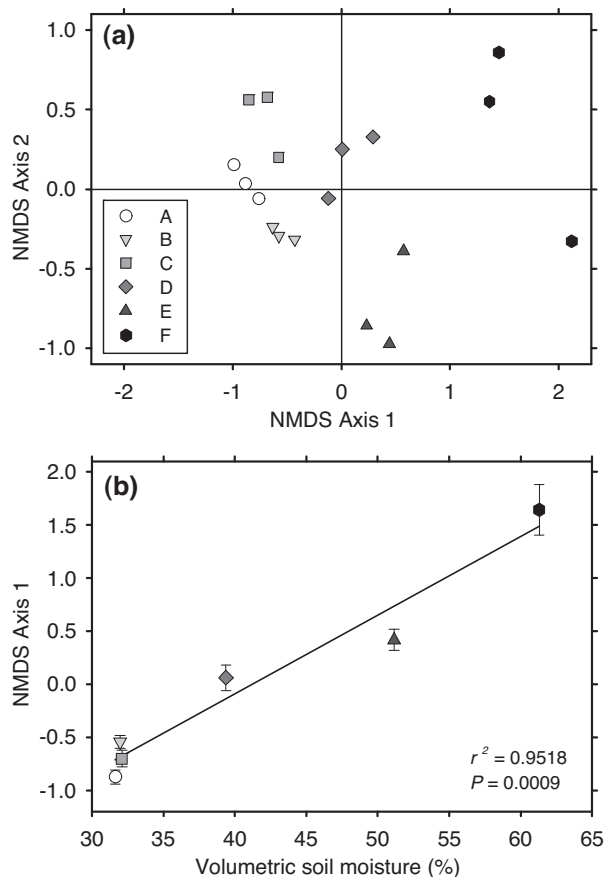 (a)
NMDS Axis 2
1.0
0.5
0.0
-0.5
-1.0
A
B
C
D
E
F
-2 -1 0 1 2
NMDS Axis 1
(b)
NMDS Axis 1
2.0
1.5
1.0
0.5
0.0
-0.5
-1.0
r² = 0.9518
P = 0.0009
30 35 40 45 50 55 60 65
Volumetric soil moisture (%)